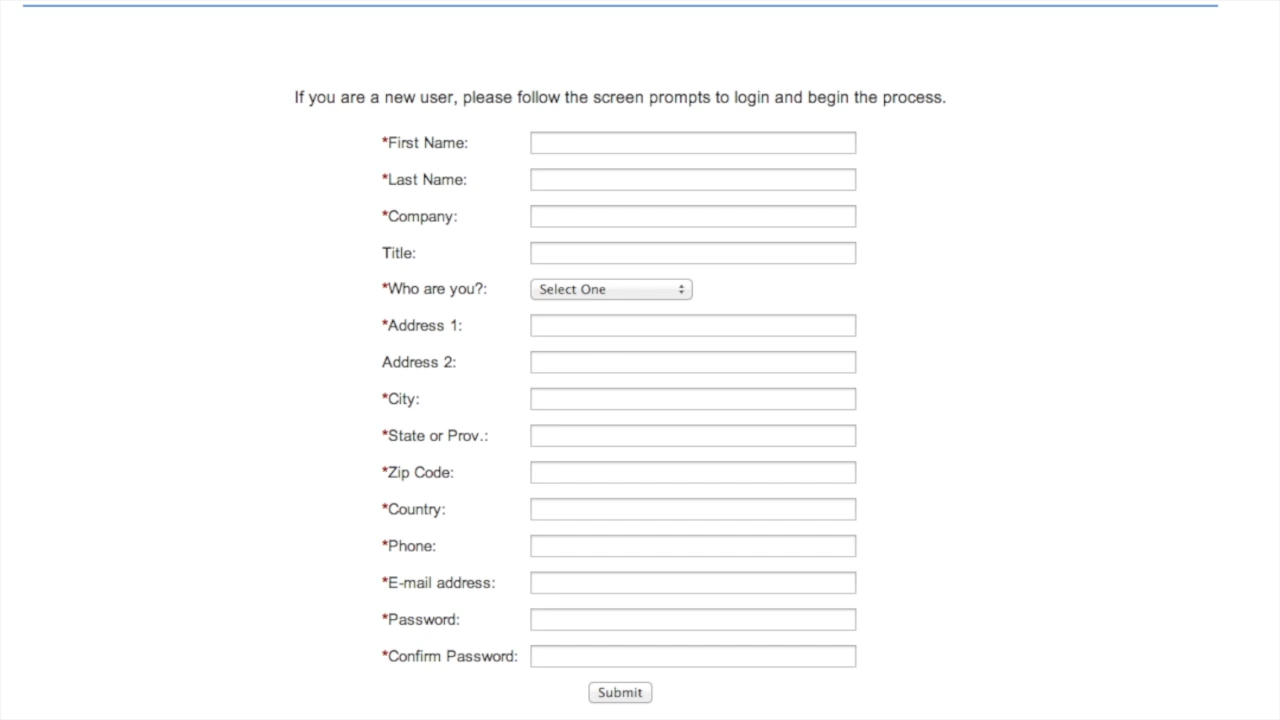 If you are a new user, please follow the screen prompts to login and begin the process.
*First Name:
*Last Name:
*Company:
Title:
*Who are you?: Select One
*Address 1:
Address 2:
*City:
*State or Prov.:
*Zip Code:
*Country:
*Phone:
*E-mail address:
*Password:
*Confirm Password:
Submit